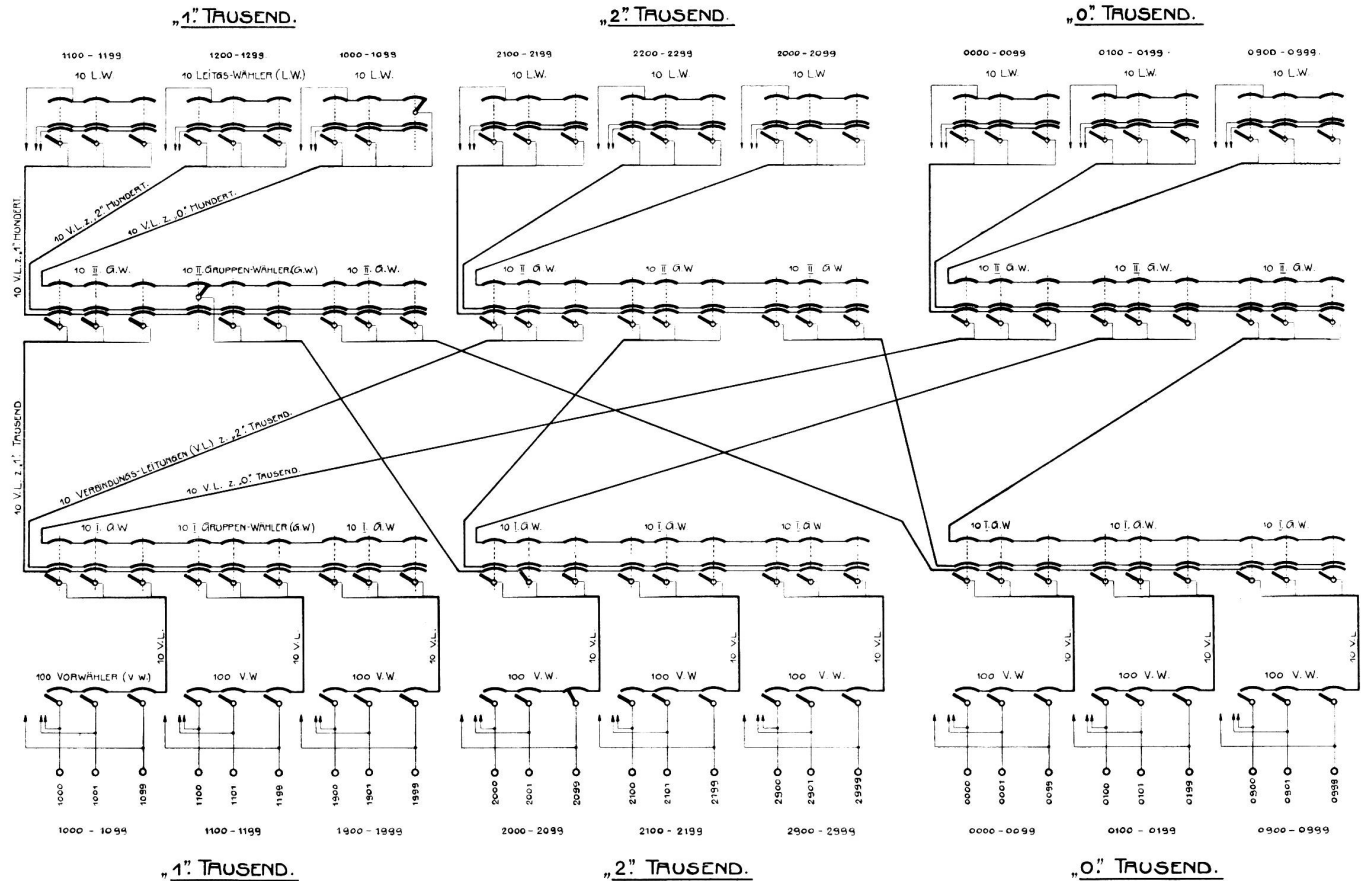 „1.” TAUSEND. „2.” TAUSEND. „0.” TAUSEND.
1100 - 1199 1200 - 1299. 1000 - 1099 2100 - 2199 2200 - 2299 2000 - 2099 0000 - 0099 0100 - 0199. 0900 - 0999.
10 L.W. 10 LEITGS-WÄHLER (L.W.) 10 L.W. 10 L.W. 10 L.W. 10 L.W. 10 L.W. 10 L.W. 10 L.W.
10 V.L. z. „1.” HUNDERT.
10 V.L. z. „2.” HUNDERT.
10 V.L. z. „0.” HUNDERT.
10 II. G.W. 10 II. GRUPPEN-WÄHLER (G.W.) 10 II. G.W. 10 II G.W 10 II G.W 10 II G.W 10 II G.W 10 II. G.W. 10 II. G.W.
10 V.L. z. „1.” TAUSEND
10 VERBINDUNGS-LEITUNGEN (V.L.) z. „2.” TAUSEND.
10 V.L. z. „0.” TAUSEND.
10 I. G.W 10 I GRUPPEN-WÄHLER (G.W) 10 I. G.W 10 I. G.W. 10 I. G.W. 10 I G.W 10 I G.W 10 I. G.W. 10 I G.W.
10 V.L. 10 V.L. 10 V.L. 10 V.L. 10 V.L. 10 V.L. 10 V.L. 10 V.L. 10 V.L.
100 VORWÄHLER (V.W.) 100 V.W 100 V.W. 100 V.W. 100 V.W. 100 V.W. 100 V.W. 100 V.W. 100 V.W.
1000 1001 1099 1100 1101 1199 1900 1901 1999 2000 2001 2099 2100 2101 2199 2900 2901 2999 0000 0001 0099 0100 0101 0199 0900 0901 0999
1000 - 1099 1100 - 1199 1900 - 1999 2000 - 2099 2100 - 2199 2900 - 2999 0000 - 0099 0100 - 0199 0900 - 0999
„1.” TAUSEND. „2.” TAUSEND. „0.” TAUSEND.